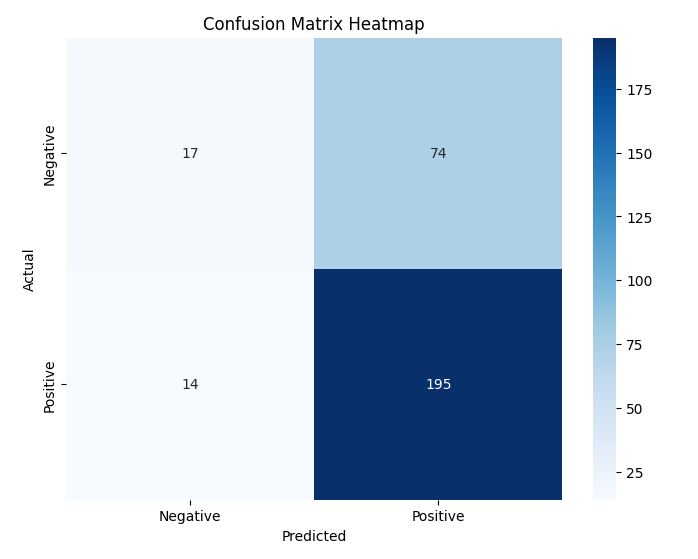 Confusion Matrix Heatmap
Actual
Negative
Positive
17
74
14
195
Negative
Positive
Predicted
175
150
125
100
75
50
25